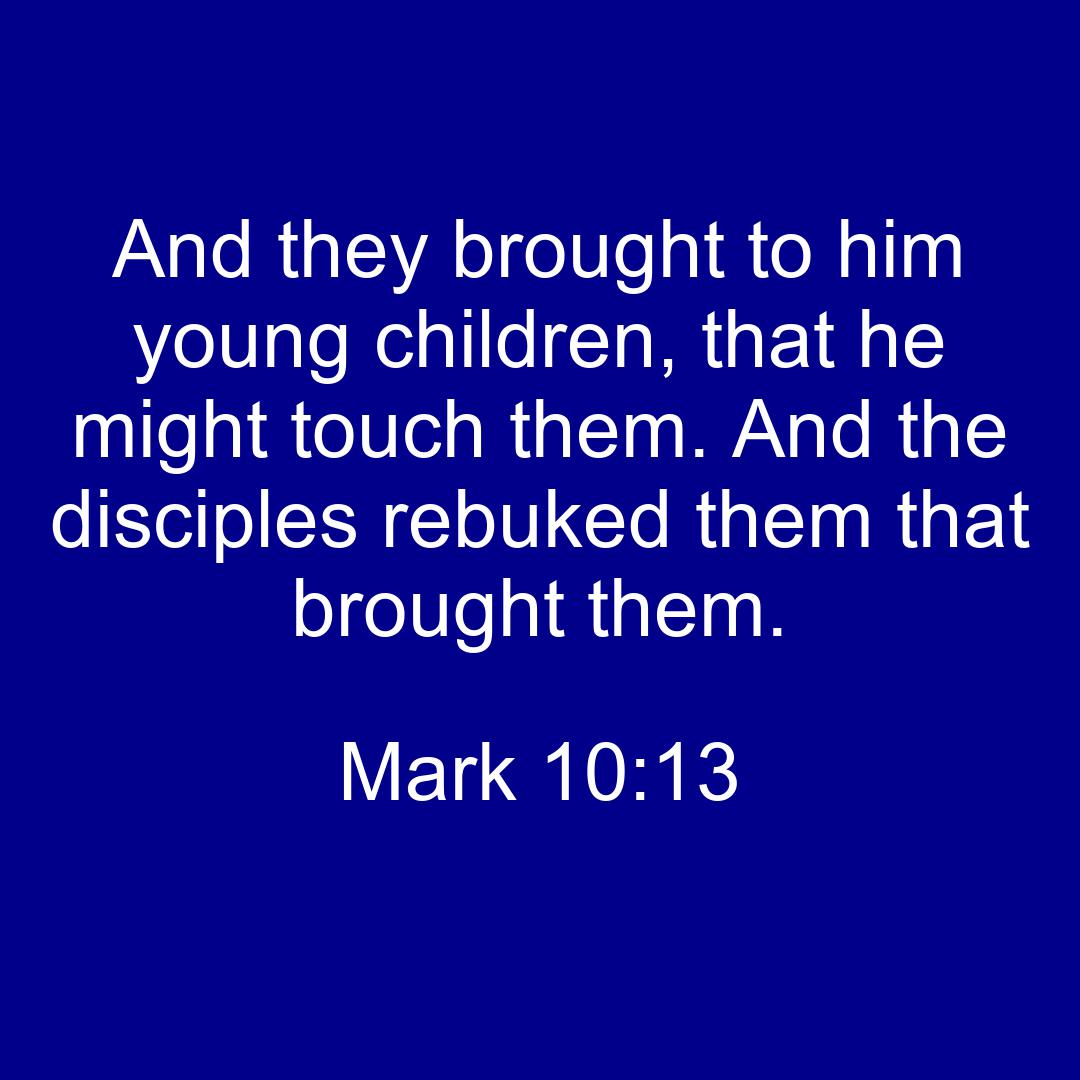 And they brought to him
young children, that he
might touch them. And the
disciples rebuked them that
brought them.
Mark 10:13